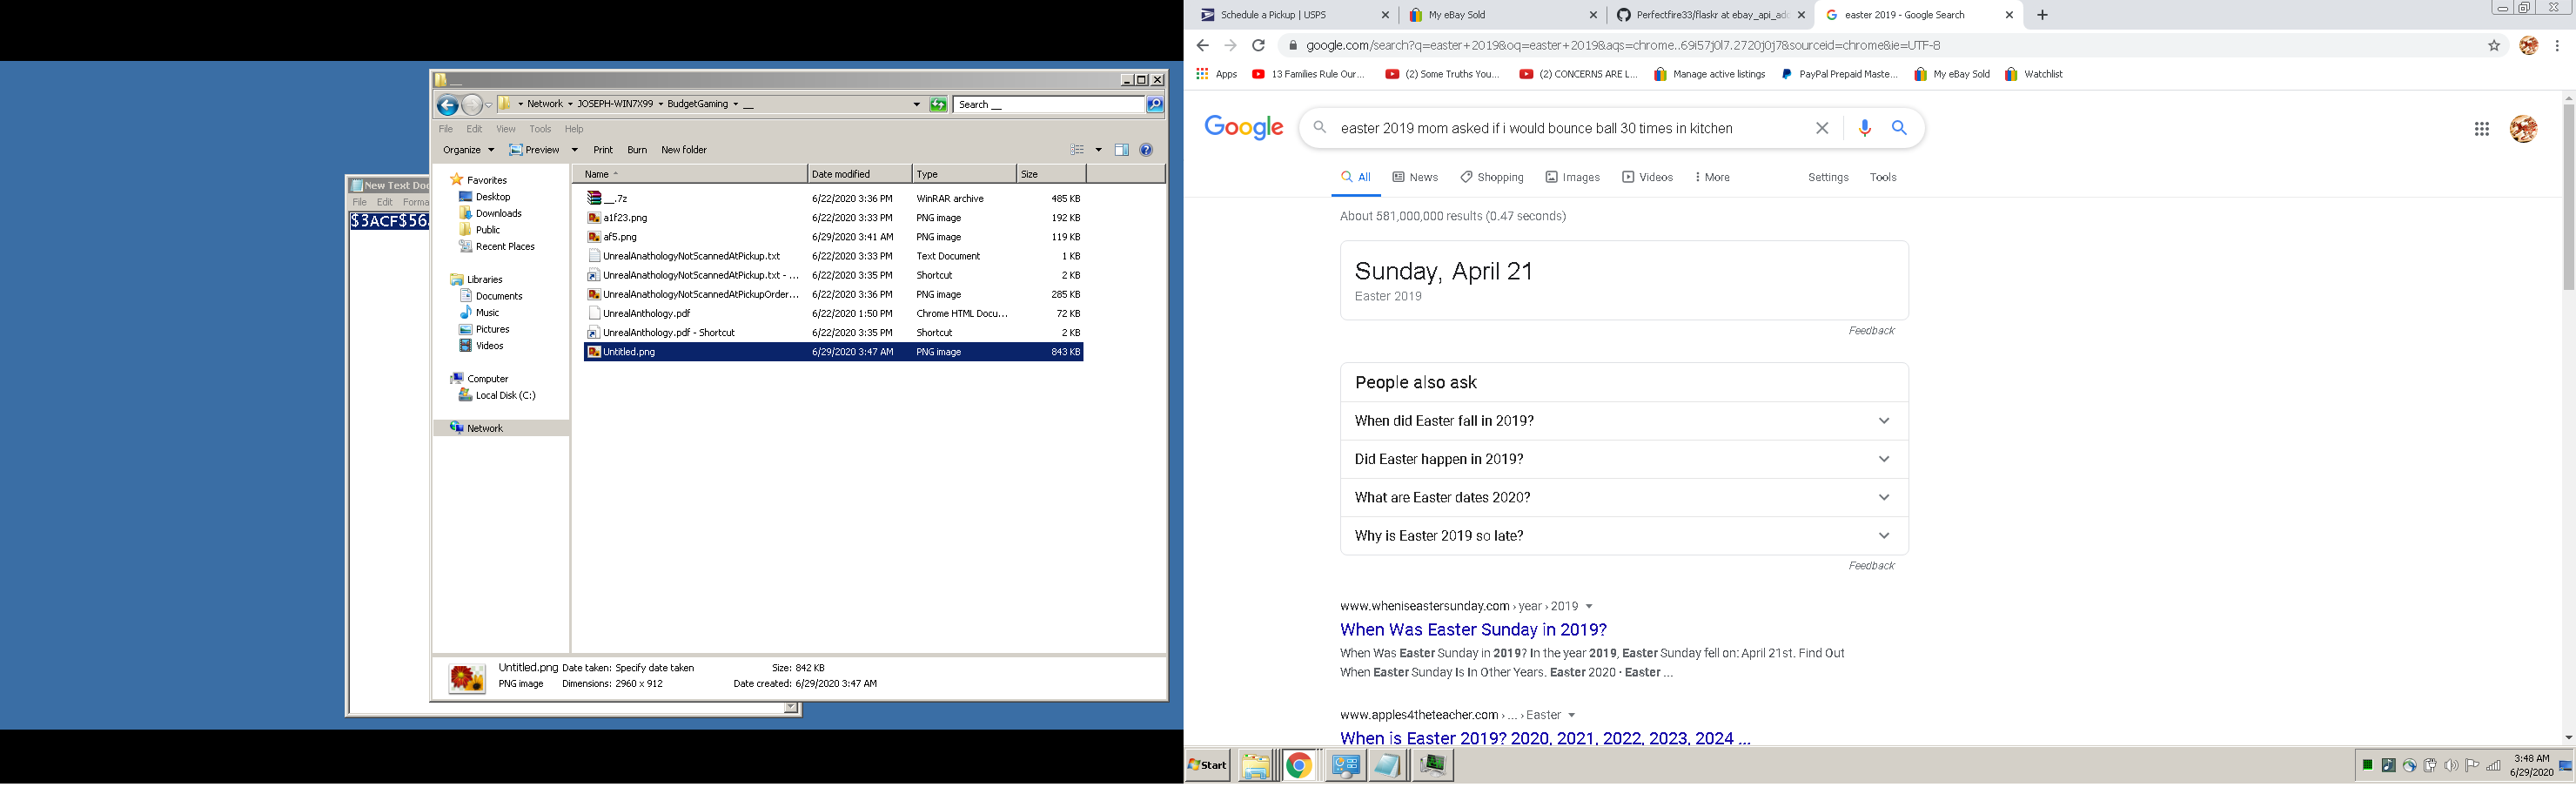 New Text Doc
File Edit Forma
$3ACF$56
Network JOSEPH-WIN7X99 BudgetGaming __
Search __
File Edit View Tools Help
Organize Preview Print Burn New folder
Favorites
Desktop
Downloads
Public
Recent Places
Libraries
Documents
Music
Pictures
Videos
Computer
Local Disk (C:)
Network
Name Date modified Type Size
__.7z 6/22/2020 3:36 PM WinRAR archive 485 KB
a1f23.png 6/22/2020 3:33 PM PNG image 192 KB
af5.png 6/29/2020 3:41 AM PNG image 119 KB
UnrealAnathologyNotScannedAtPickup.txt 6/22/2020 3:33 PM Text Document 1 KB
UnrealAnathologyNotScannedAtPickup.txt - ... 6/22/2020 3:35 PM Shortcut 2 KB
UnrealAnathologyNotScannedAtPickupOrder... 6/22/2020 3:36 PM PNG image 285 KB
UnrealAnthology.pdf 6/22/2020 1:50 PM Chrome HTML Docu... 72 KB
UnrealAnthology.pdf - Shortcut 6/22/2020 3:35 PM Shortcut 2 KB
Untitled.png 6/29/2020 3:47 AM PNG image 843 KB
Untitled.png Date taken: Specify date taken Size: 842 KB
PNG image Dimensions: 2960 x 912 Date created: 6/29/2020 3:47 AM
Schedule a Pickup | USPS My eBay Sold Perfectfire33/flaskr at ebay_api_add easter 2019 - Google Search
google.com/search?q=easter+2019&oq=easter+2019&aqs=chrome..69i57j0l7.2720j0j7&sourceid=chrome&ie=UTF-8
Apps 13 Families Rule Our... (2) Some Truths You... (2) CONCERNS ARE L... Manage active listings PayPal Prepaid Maste... My eBay Sold Watchlist
Google easter 2019 mom asked if i would bounce ball 30 times in kitchen
All News Shopping Images Videos More Settings Tools
About 581,000,000 results (0.47 seconds)
Sunday, April 21
Easter 2019
Feedback
People also ask
When did Easter fall in 2019?
Did Easter happen in 2019?
What are Easter dates 2020?
Why is Easter 2019 so late?
Feedback
www.wheniseastersunday.com › year › 2019
When Was Easter Sunday in 2019?
When Was Easter Sunday in 2019? In the year 2019, Easter Sunday fell on: April 21st. Find Out
When Easter Sunday Is In Other Years. Easter 2020 · Easter ...
www.apples4theteacher.com › ... › Easter
When is Easter 2019? 2020, 2021, 2022, 2023, 2024 ...
Start
3:48 AM
6/29/2020